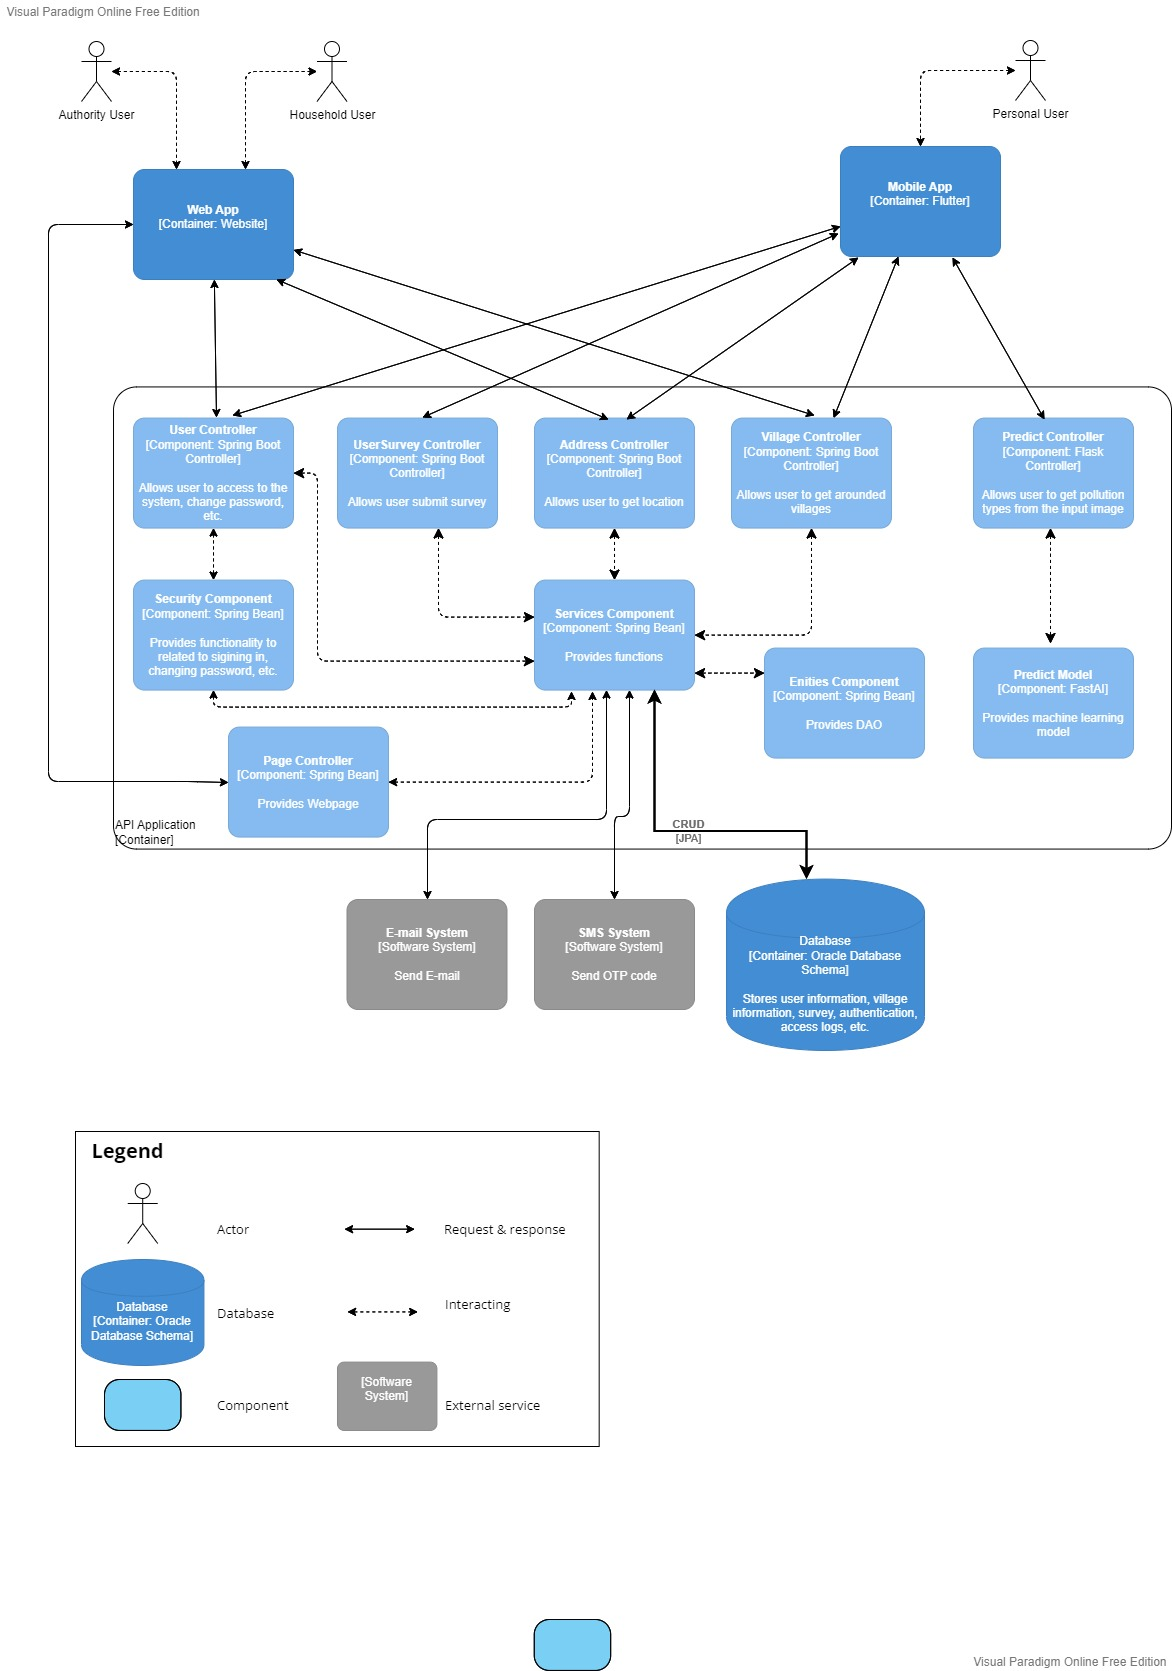 Visual Paradigm Online Free Edition
Authority User
Household User
Personal User
Web App
[Container: Website]
Mobile App
[Container: Flutter]
User Controller
[Component: Spring Boot
Controller]
Allows user to access to the
system, change password,
etc.
UserSurvey Controller
[Component: Spring Boot
Controller]
Allows user submit survey
Address Controller
[Component: Spring Boot
Controller]
Allows user to get location
Village Controller
[Component: Spring Boot
Controller]
Allows user to get arounded
villages
Predict Controller
[Component: Flask
Controller]
Allows user to get pollution
types from the input image
Security Component
[Component: Spring Bean]
Provides functionality to
related to sigining in,
changing password, etc.
Services Component
[Component: Spring Bean]
Provides functions
Enities Component
[Component: Spring Bean]
Provides DAO
Predict Model
[Component: FastAI]
Provides machine learning
model
Page Controller
[Component: Spring Bean]
Provides Webpage
API Application
[Container]
CRUD
[JPA]
E-mail System
[Software System]
Send E-mail
SMS System
[Software System]
Send OTP code
Database
[Container: Oracle Database
Schema]
Stores user information, village
information, survey, authentication,
access logs, etc.
Legend
Actor
Request & response
Database
[Container: Oracle
Database Schema]
Database
Interacting
Component
[Software
System]
External service
Visual Paradigm Online Free Edition